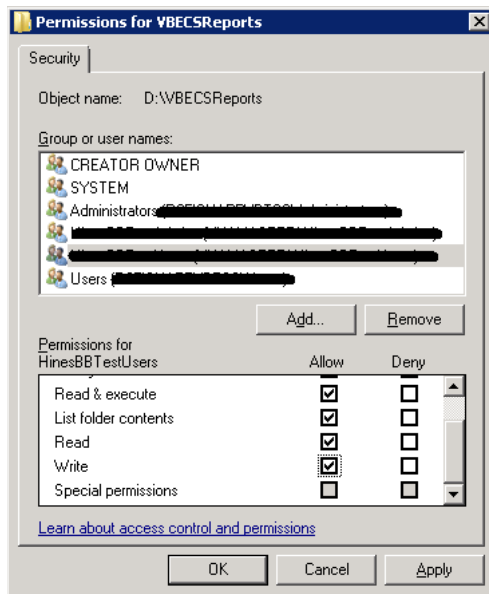 Permissions for VBECSReports
Security
Object name: D:\VBECSReports
Group or user names:
CREATOR OWNER
SYSTEM
Administrators
Users
Add...
Remove
Permissions for
HinesBBTestUsers Allow Deny
Read & execute
List folder contents
Read
Write
Special permissions
Learn about access control and permissions
OK Cancel Apply